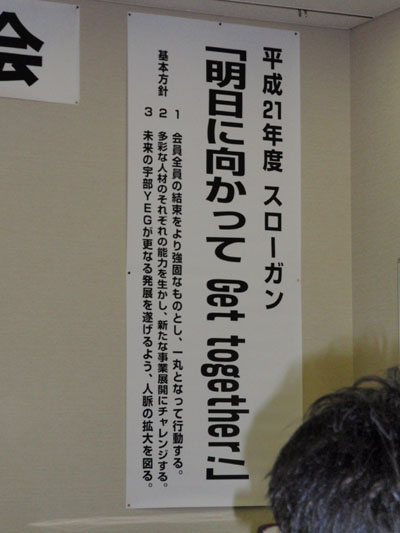 会
平成21年度 スローガン
「明日に向かって Get together!」
基本方針
1 会員全員の結束をより強固なものとし、一丸となって行動する。
2 多彩な人材のそれぞれの能力を生かし、新たな事業展開にチャレンジする。
3 未来の宇部YEGが更なる発展を遂げるよう、人脈の拡大を図る。